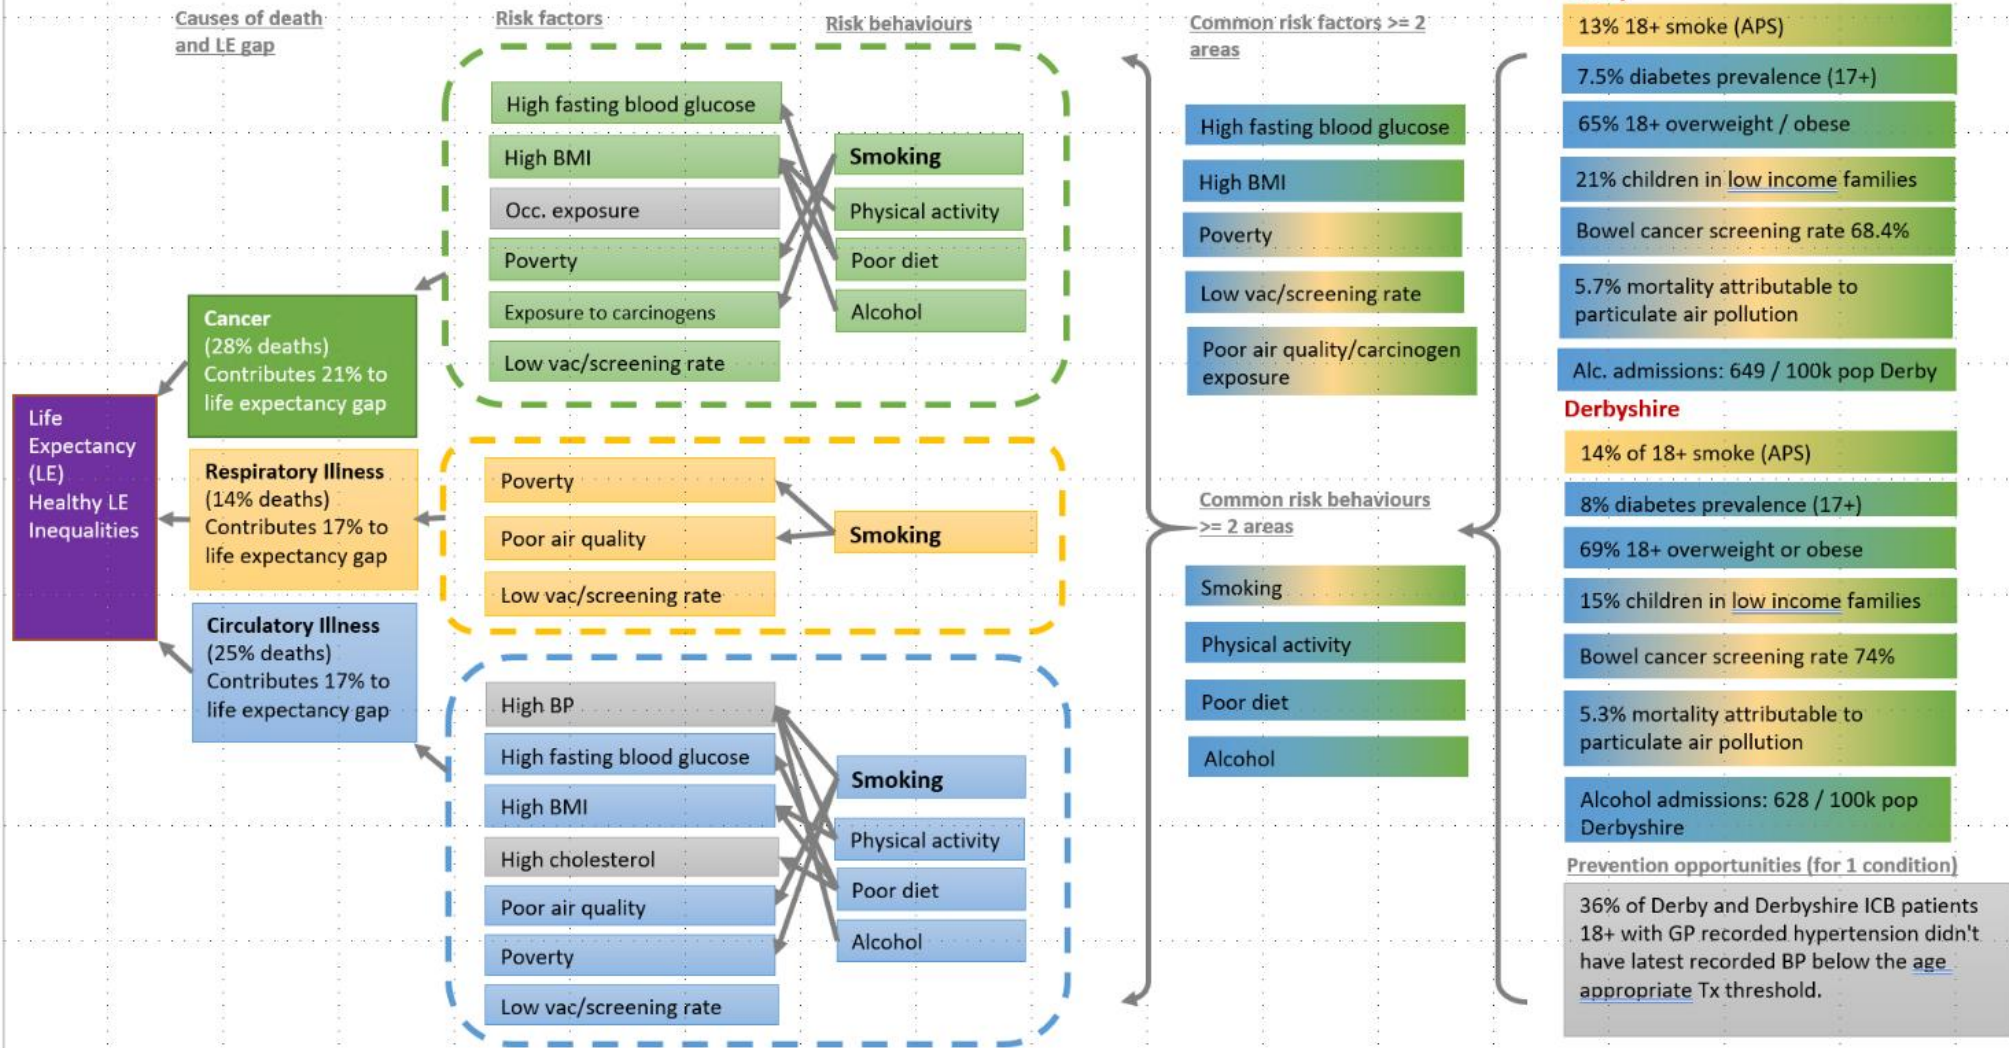 Causes of death
and LE gap
Risk factors
Risk behaviours
Common risk factors >= 2
areas
Life
Expectancy
(LE)
Healthy LE
Inequalities
Cancer
(28% deaths)
Contributes 21% to
life expectancy gap
Respiratory Illness
(14% deaths)
Contributes 17% to
life expectancy gap
Circulatory Illness
(25% deaths)
Contributes 17% to
life expectancy gap
High fasting blood glucose
High BMI
Occ. exposure
Poverty
Exposure to carcinogens
Low vac/screening rate
Smoking
Physical activity
Poor diet
Alcohol
Poverty
Poor air quality
Low vac/screening rate
Smoking
High BP
High fasting blood glucose
High BMI
High cholesterol
Poor air quality
Poverty
Low vac/screening rate
Smoking
Physical activity
Poor diet
Alcohol
High fasting blood glucose
High BMI
Poverty
Low vac/screening rate
Poor air quality/carcinogen
exposure
Common risk behaviours
>= 2 areas
Smoking
Physical activity
Poor diet
Alcohol
13% 18+ smoke (APS)
7.5% diabetes prevalence (17+)
65% 18+ overweight / obese
21% children in low income families
Bowel cancer screening rate 68.4%
5.7% mortality attributable to
particulate air pollution
Alc. admissions: 649 / 100k pop Derby
Derbyshire
14% of 18+ smoke (APS)
8% diabetes prevalence (17+)
69% 18+ overweight or obese
15% children in low income families
Bowel cancer screening rate 74%
5.3% mortality attributable to
particulate air pollution
Alcohol admissions: 628 / 100k pop
Derbyshire
Prevention opportunities (for 1 condition)
36% of Derby and Derbyshire ICB patients
18+ with GP recorded hypertension didn't
have latest recorded BP below the age
appropriate Tx threshold.